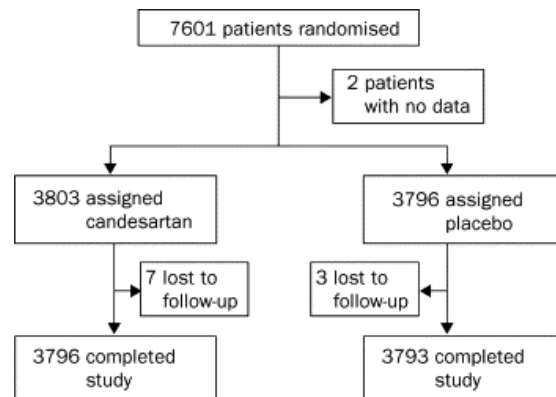 7601 patients randomised
2 patients
with no data
3803 assigned
candesartan
3796 assigned
placebo
7 lost to
follow-up
3 lost to
follow-up
3796 completed
study
3793 completed
study